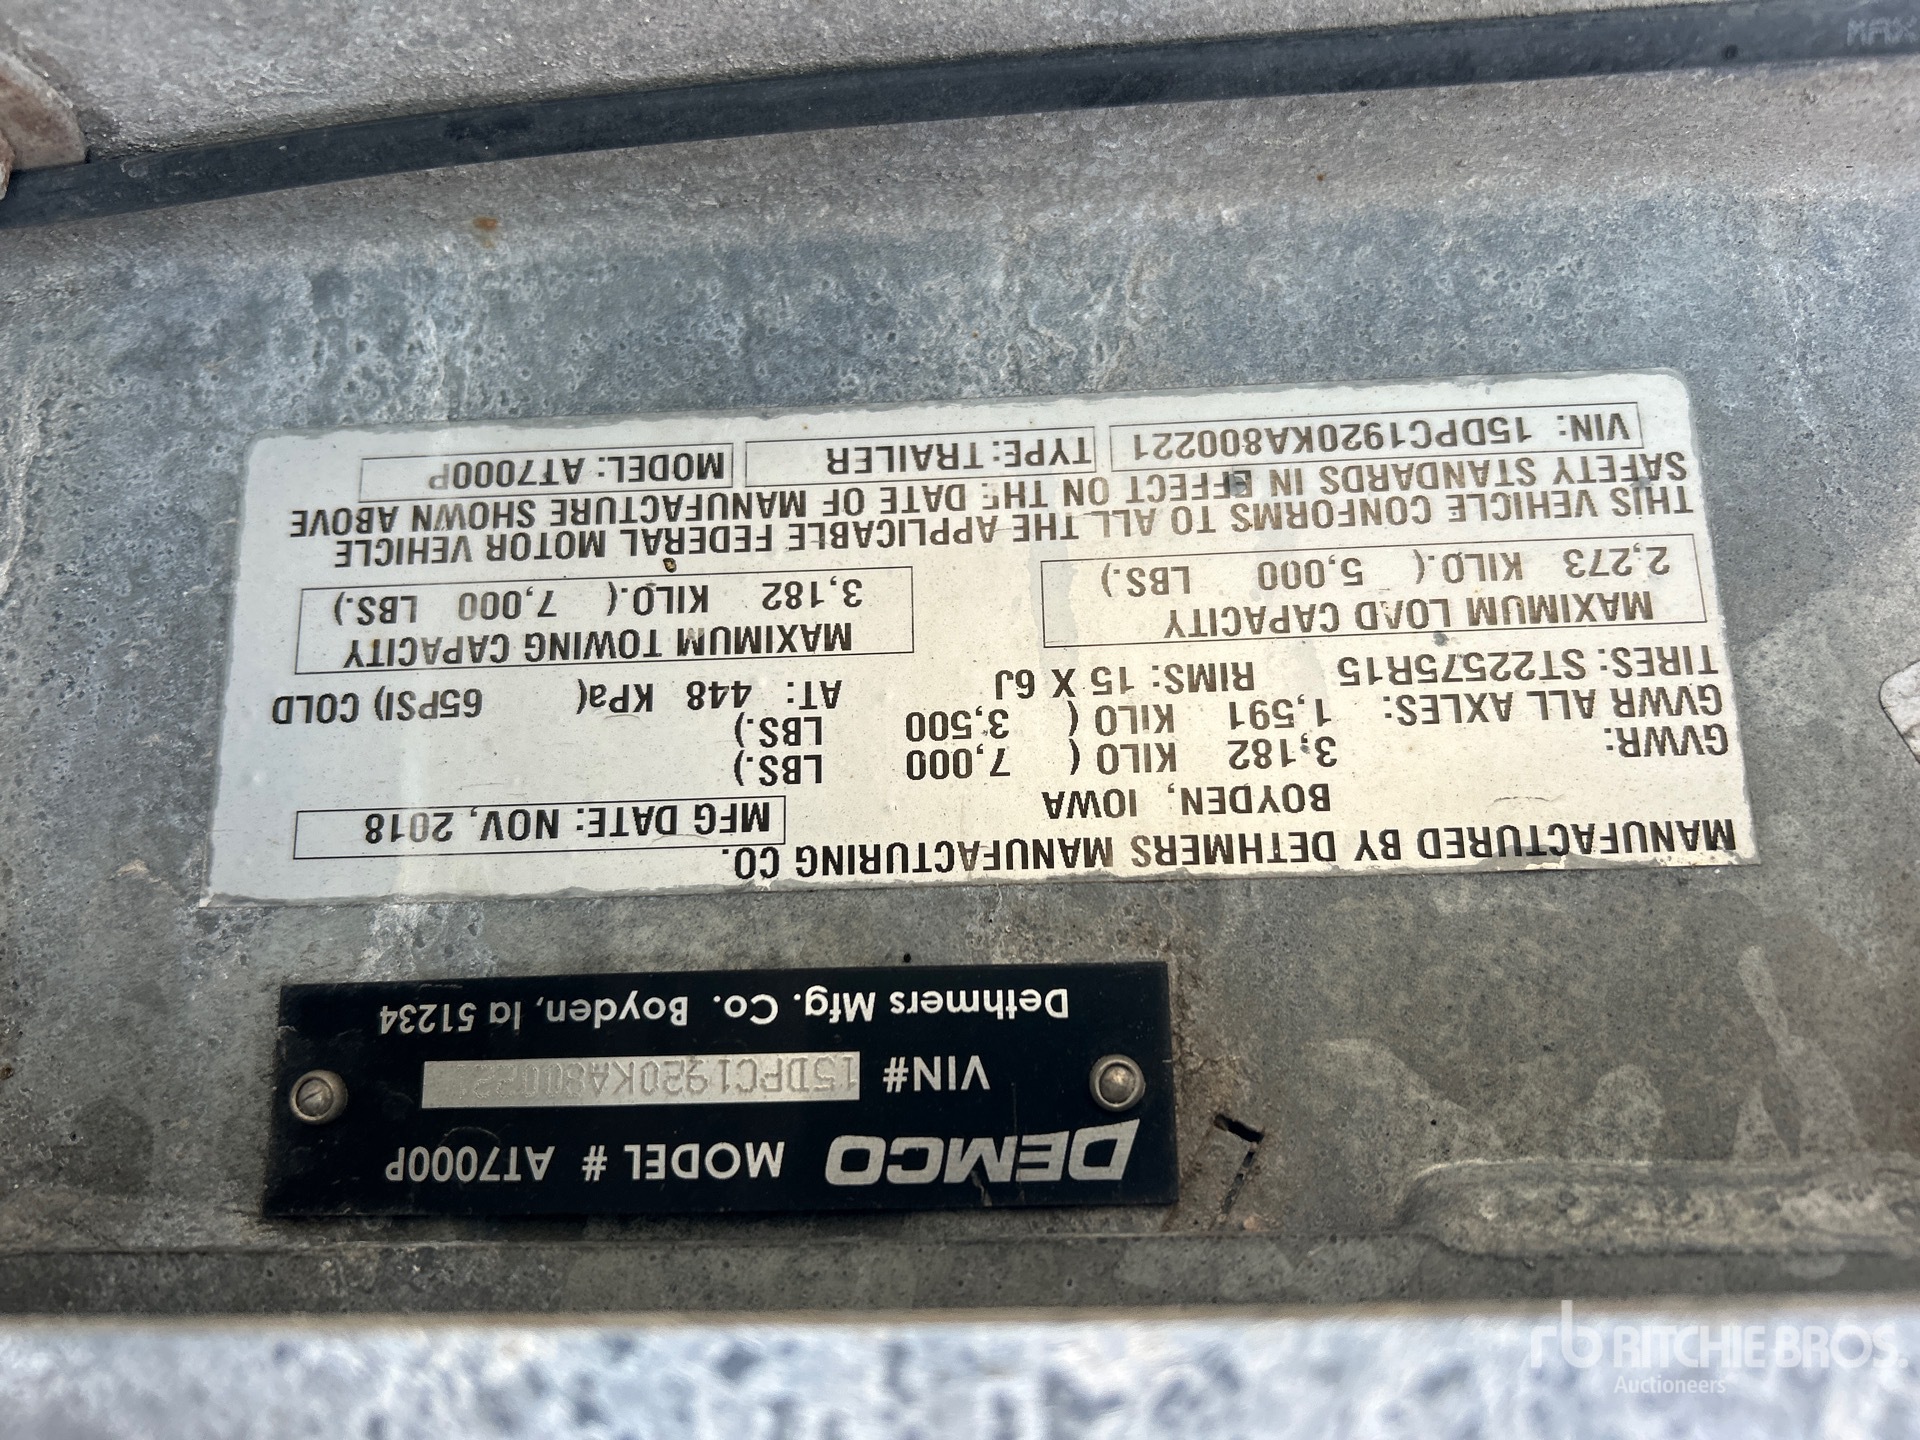 DEMCO MODEL # AT7000P
VIN# 15DPC1920KA80022
Dethmers Mfg. Co. Boyden, Ia 51234
MANUFACTURED BY DETHMERS MANUFACTURING CO.
BOYDEN, IOWA
MFG DATE: NOV, 2018
GVWR: 3,182 KILO ( 7,000 LBS.)
GVWR ALL AXLES: 1,591 KILO ( 3,500 LBS.)
TIRES: ST22575R15 RIMS: 15 X 6J AT: 448 KPa( 65PSI) COLD
MAXIMUM LOAD CAPACITY
2,273 KILO.( 5,000 LBS.)
MAXIMUM TOWING CAPACITY
3,182 KILO.( 7,000 LBS.)
THIS VEHICLE CONFORMS TO ALL THE APPLICABLE FEDERAL MOTOR VEHICLE
SAFETY STANDARDS IN EFFECT ON THE DATE OF MANUFACTURE SHOWN ABOVE
VIN: 15DPC1920KA800221 TYPE: TRAILER MODEL: AT7000P
rb RITCHIE BROS.
Auctioneers